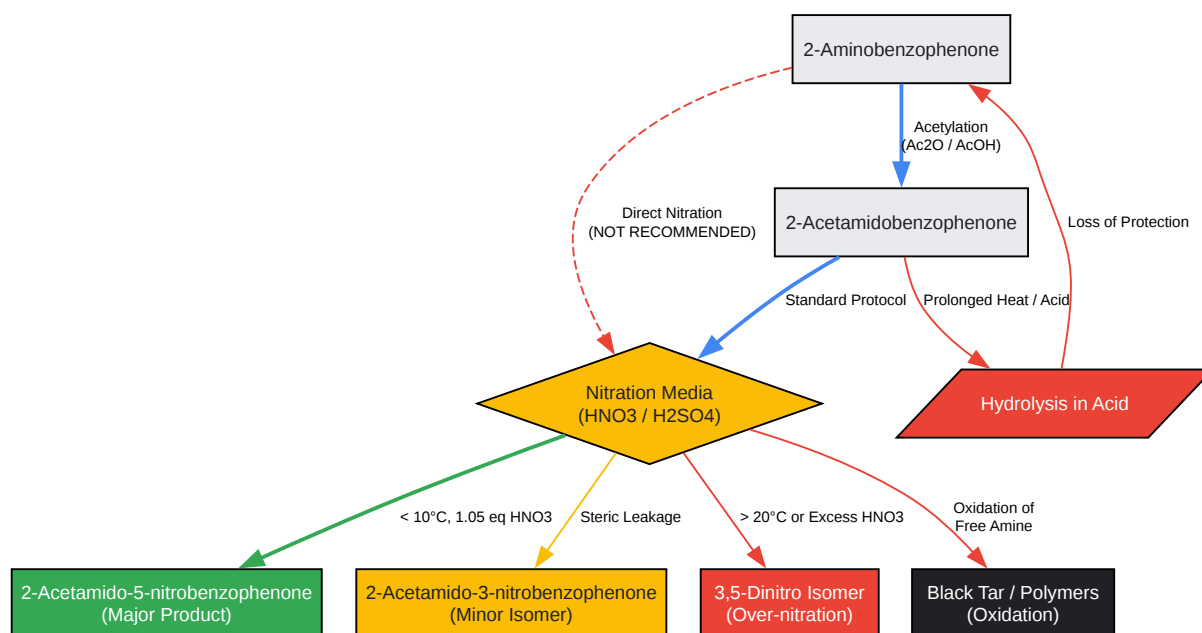 2-Aminobenzophenone
Acetylation
(Ac2O / AcOH)
2-Acetamidobenzophenone
Direct Nitration
(NOT RECOMMENDED)
Loss of Protection
Standard Protocol
Prolonged Heat / Acid
Nitration Media
(HNO3 / H2SO4)
Hydrolysis in Acid
< 10°C, 1.05 eq HNO3
Steric Leakage
> 20°C or Excess HNO3
Oxidation of
Free Amine
2-Acetamido-5-nitrobenzophenone
(Major Product)
2-Acetamido-3-nitrobenzophenone
(Minor Isomer)
3,5-Dinitro Isomer
(Over-nitration)
Black Tar / Polymers
(Oxidation)